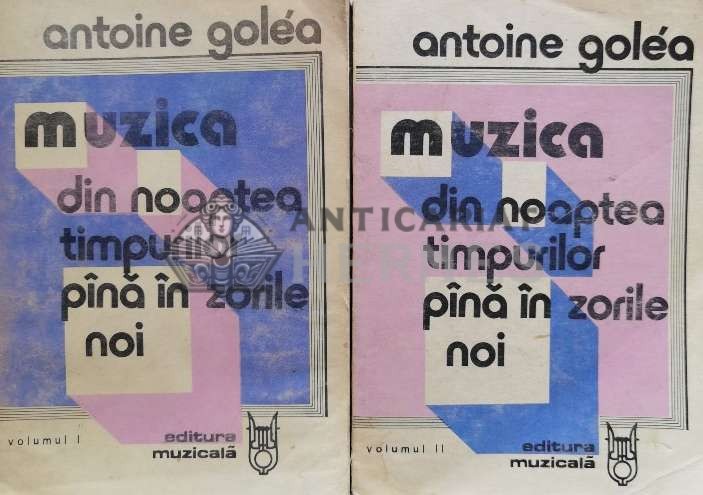 antoine goléa
muzica
din noaptea
timpurilor
pînă în zorile
noi
volumul I
editura
muzicală
antoine goléa
muzica
din noaptea
timpurilor
pînă în zorile
noi
volumul II
editura
muzicală
ANTICARIAT